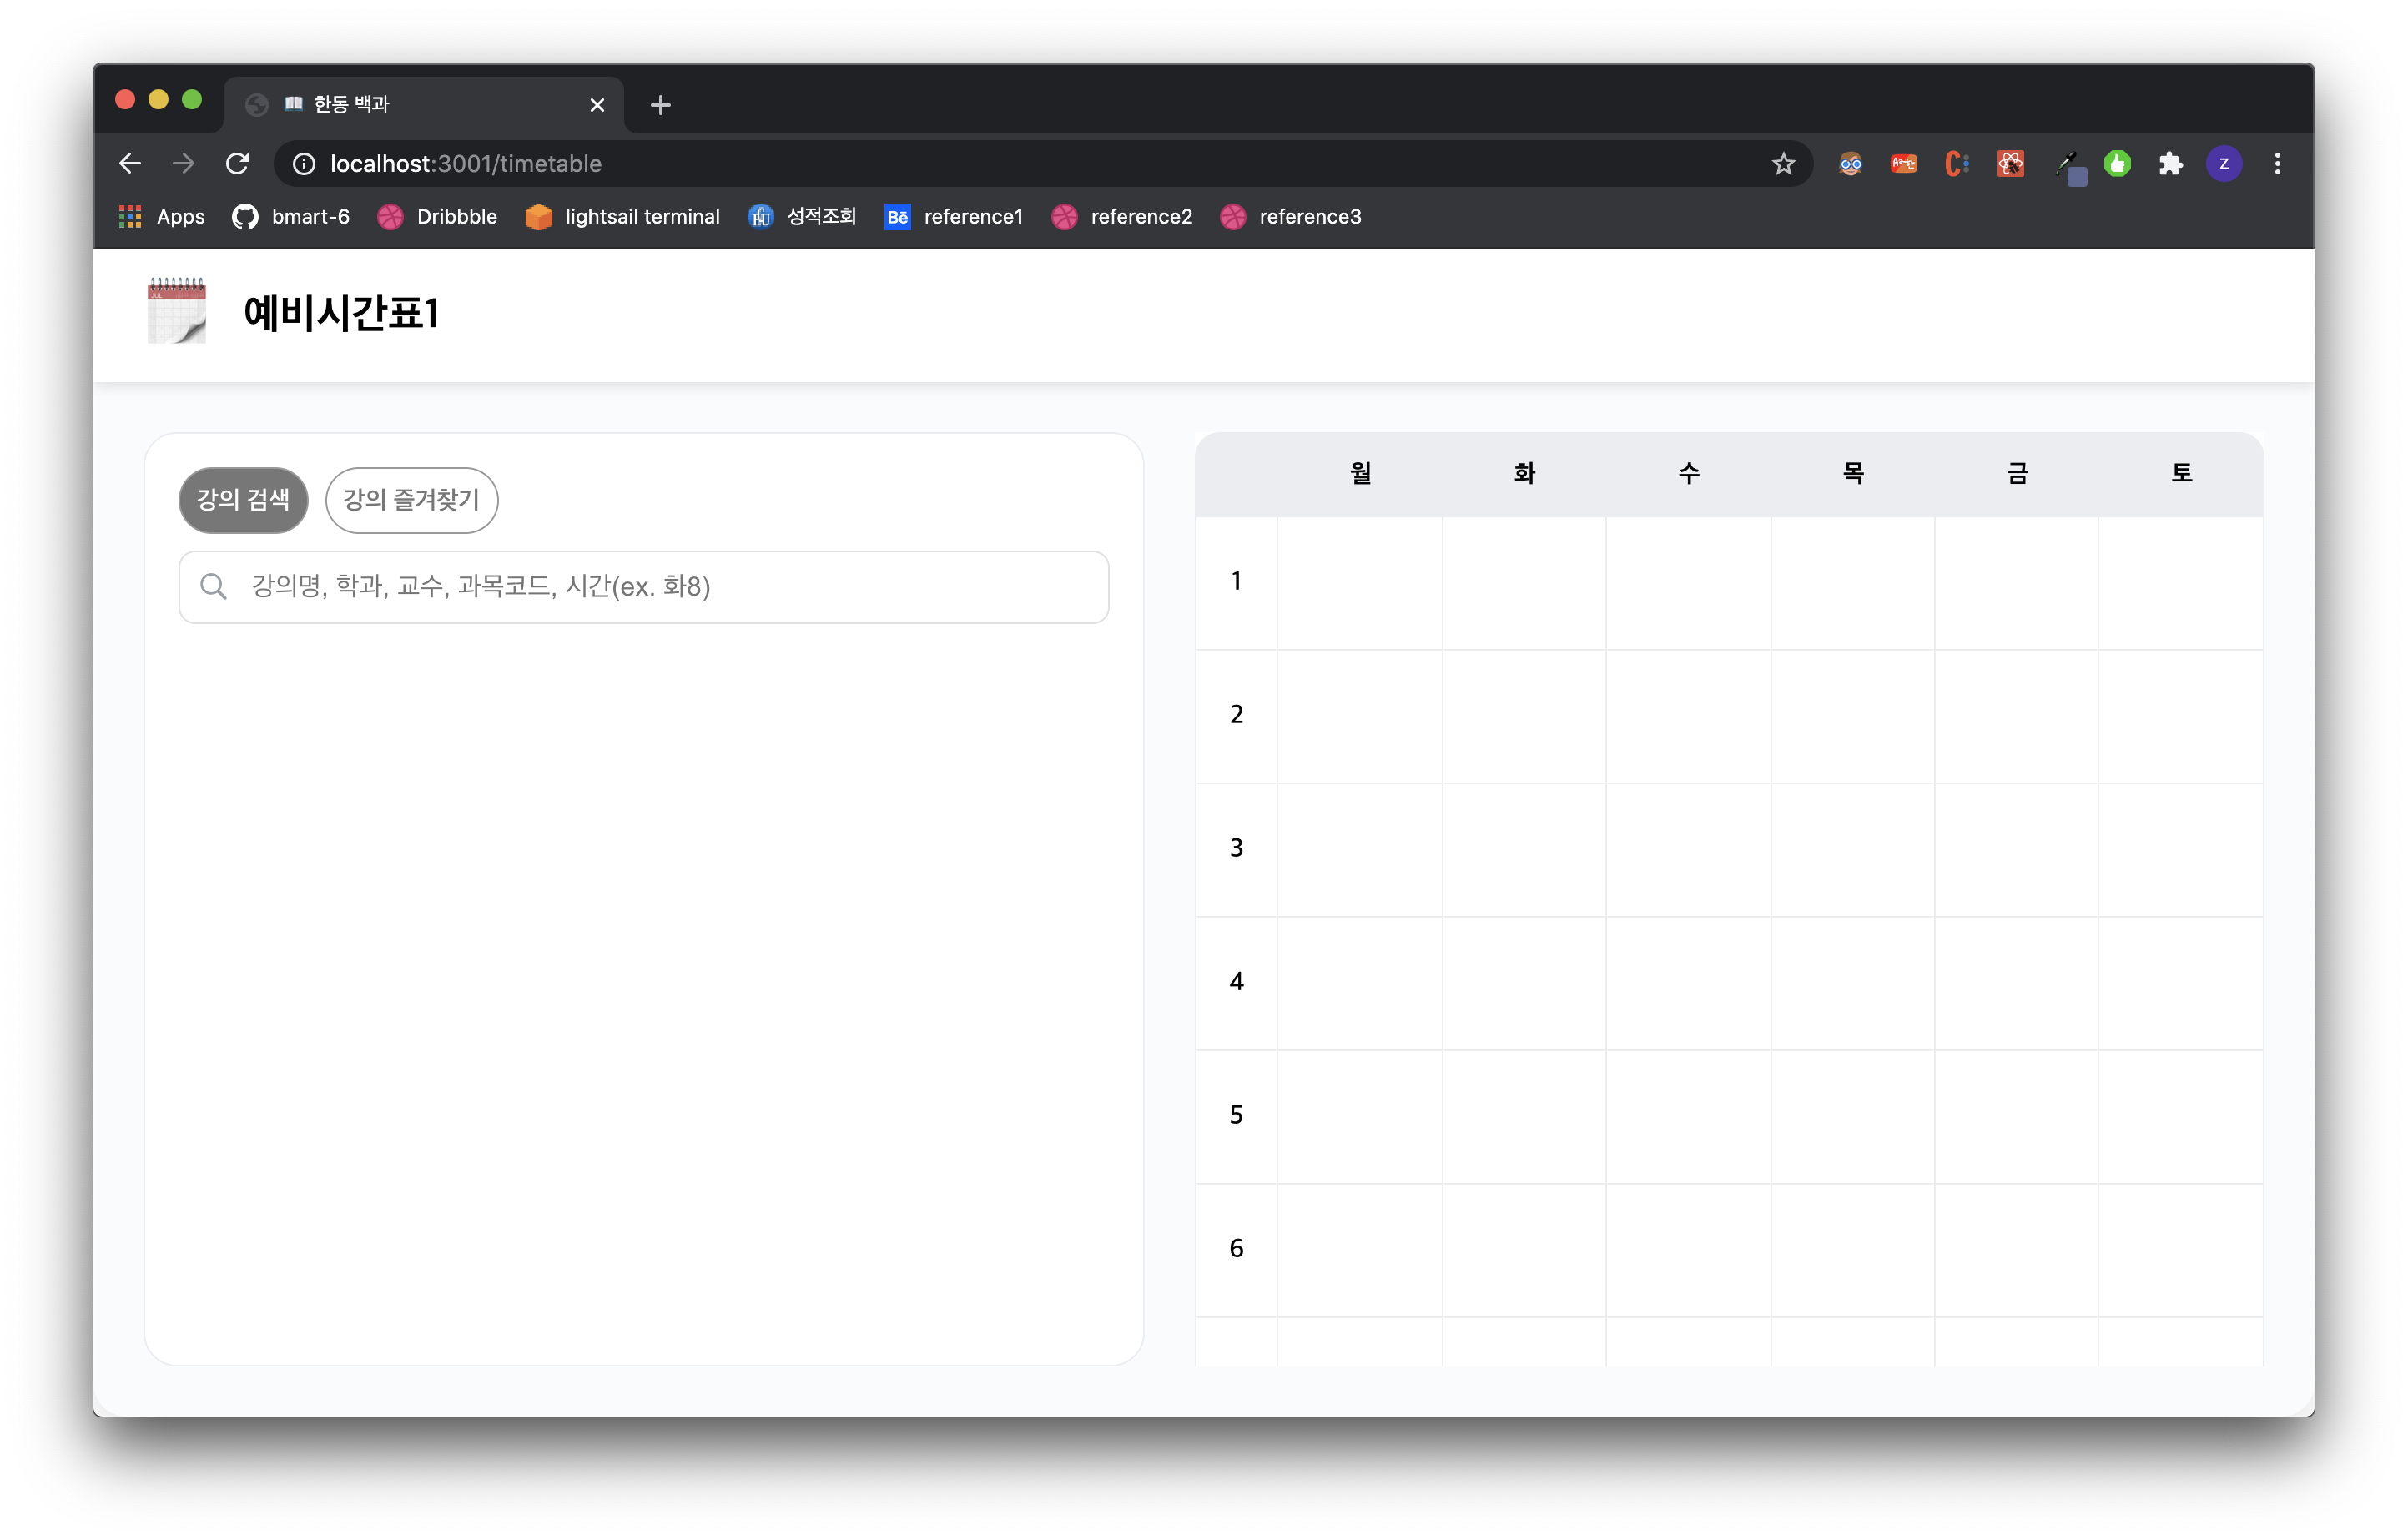 한동 백과
localhost:3001/timetable
Apps bmart-6 Dribbble lightsail terminal 성적조회 Bē reference1 reference2 reference3
예비시간표1
강의 검색 강의 즐겨찾기
강의명, 학과, 교수, 과목코드, 시간(ex. 화8)
월 화 수 목 금 토
1
2
3
4
5
6